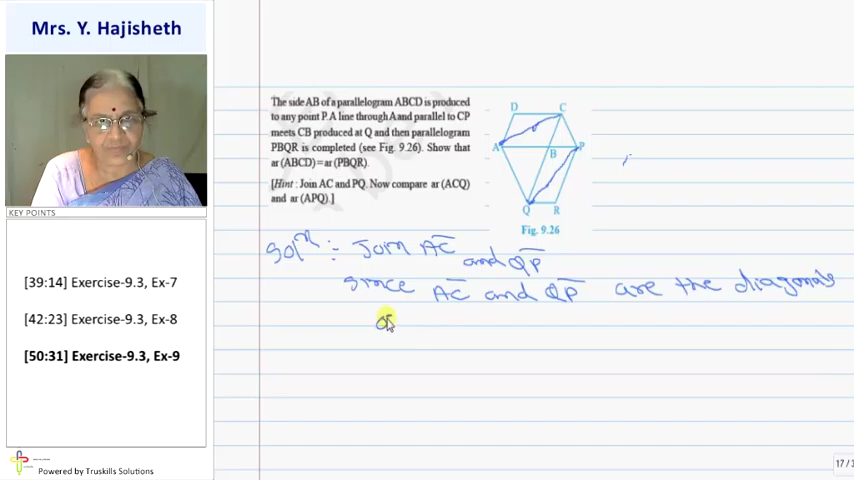 Mrs. Y. Hajisheth
KEY POINTS
[39:14] Exercise-9.3, Ex-7
[42:23] Exercise-9.3, Ex-8
[50:31] Exercise-9.3, Ex-9
Powered by Truskills Solutions
The side AB of a parallelogram ABCD is produced
to any point P. A line through A and parallel to CP
meets CB produced at Q and then parallelogram
PBQR is completed (see Fig. 9.26). Show that
ar (ABCD) = ar (PBQR).
[Hint : Join AC and PQ. Now compare ar (ACQ)
and ar (APQ).]
D C
A B P
Q R
Fig. 9.26
Solⁿ : Join AC and QP
Since AC and QP are the diagonals
of
17/